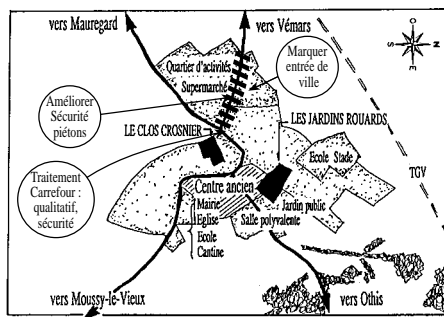 vers Mauregard
vers Vémars
Marquer
entrée de
ville
O
N
S
E
Quartier d'activités
Supermarché
Améliorer
Sécurité
piétons
LE CLOS CROSNIER
LES JARDINS ROUARDS
Ecole Stade
TGV
Traitement
Carrefour :
qualitatif,
sécurité
Centre ancien
Mairie
Eglise
Ecole
Cantine
Jardin public
Salle polyvalente
vers Moussy-le-Vieux
vers Othis